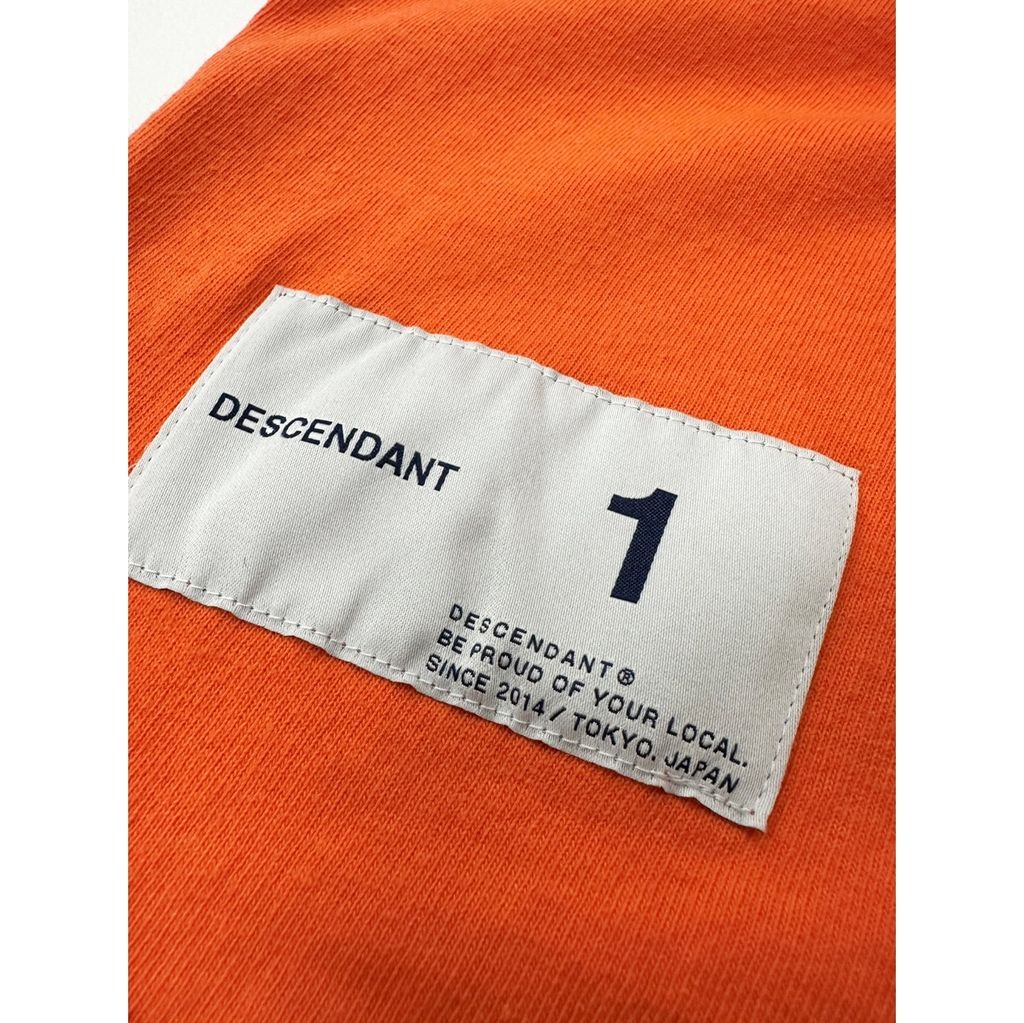 DESCENDANT
1
DESCENDANT®
BE PROUD OF YOUR LOCAL.
SINCE 2014 / TOKYO. JAPAN